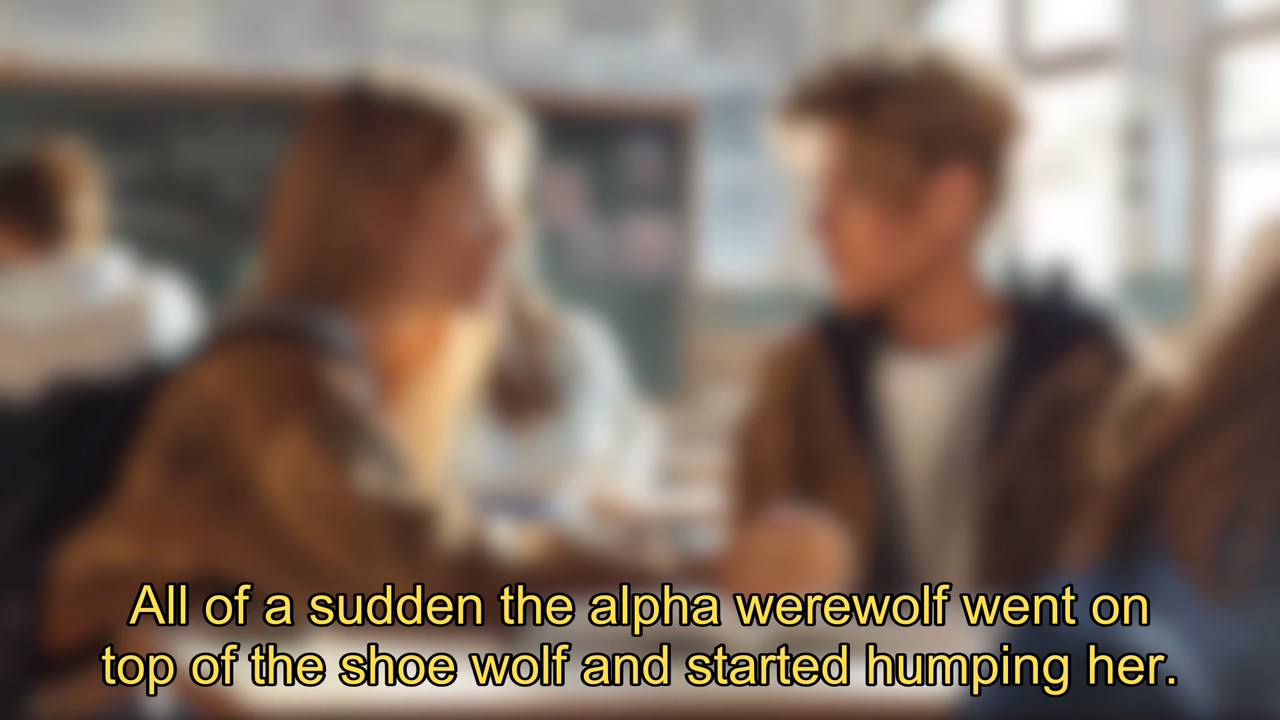 All of a sudden the alpha werewolf went on
top of the shoe wolf and started humping her.